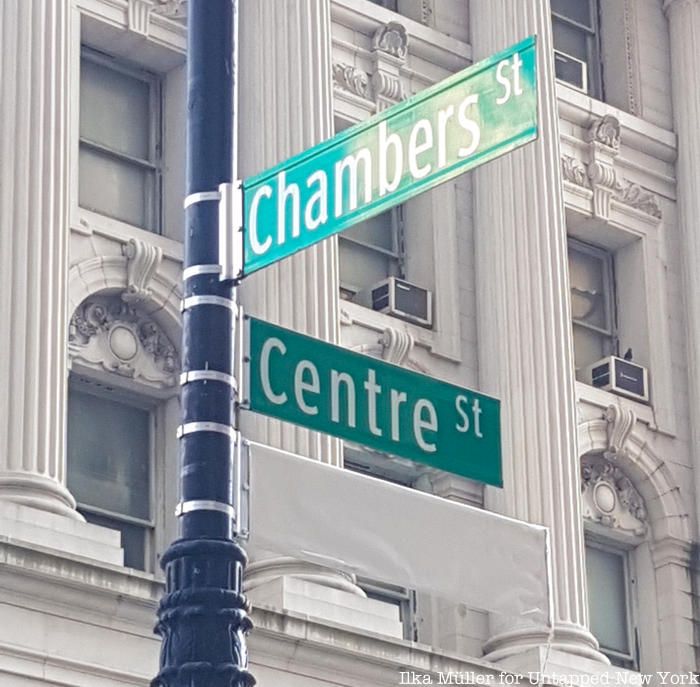 Chambers St
Centre St
Ilka Müller for Untapped New York